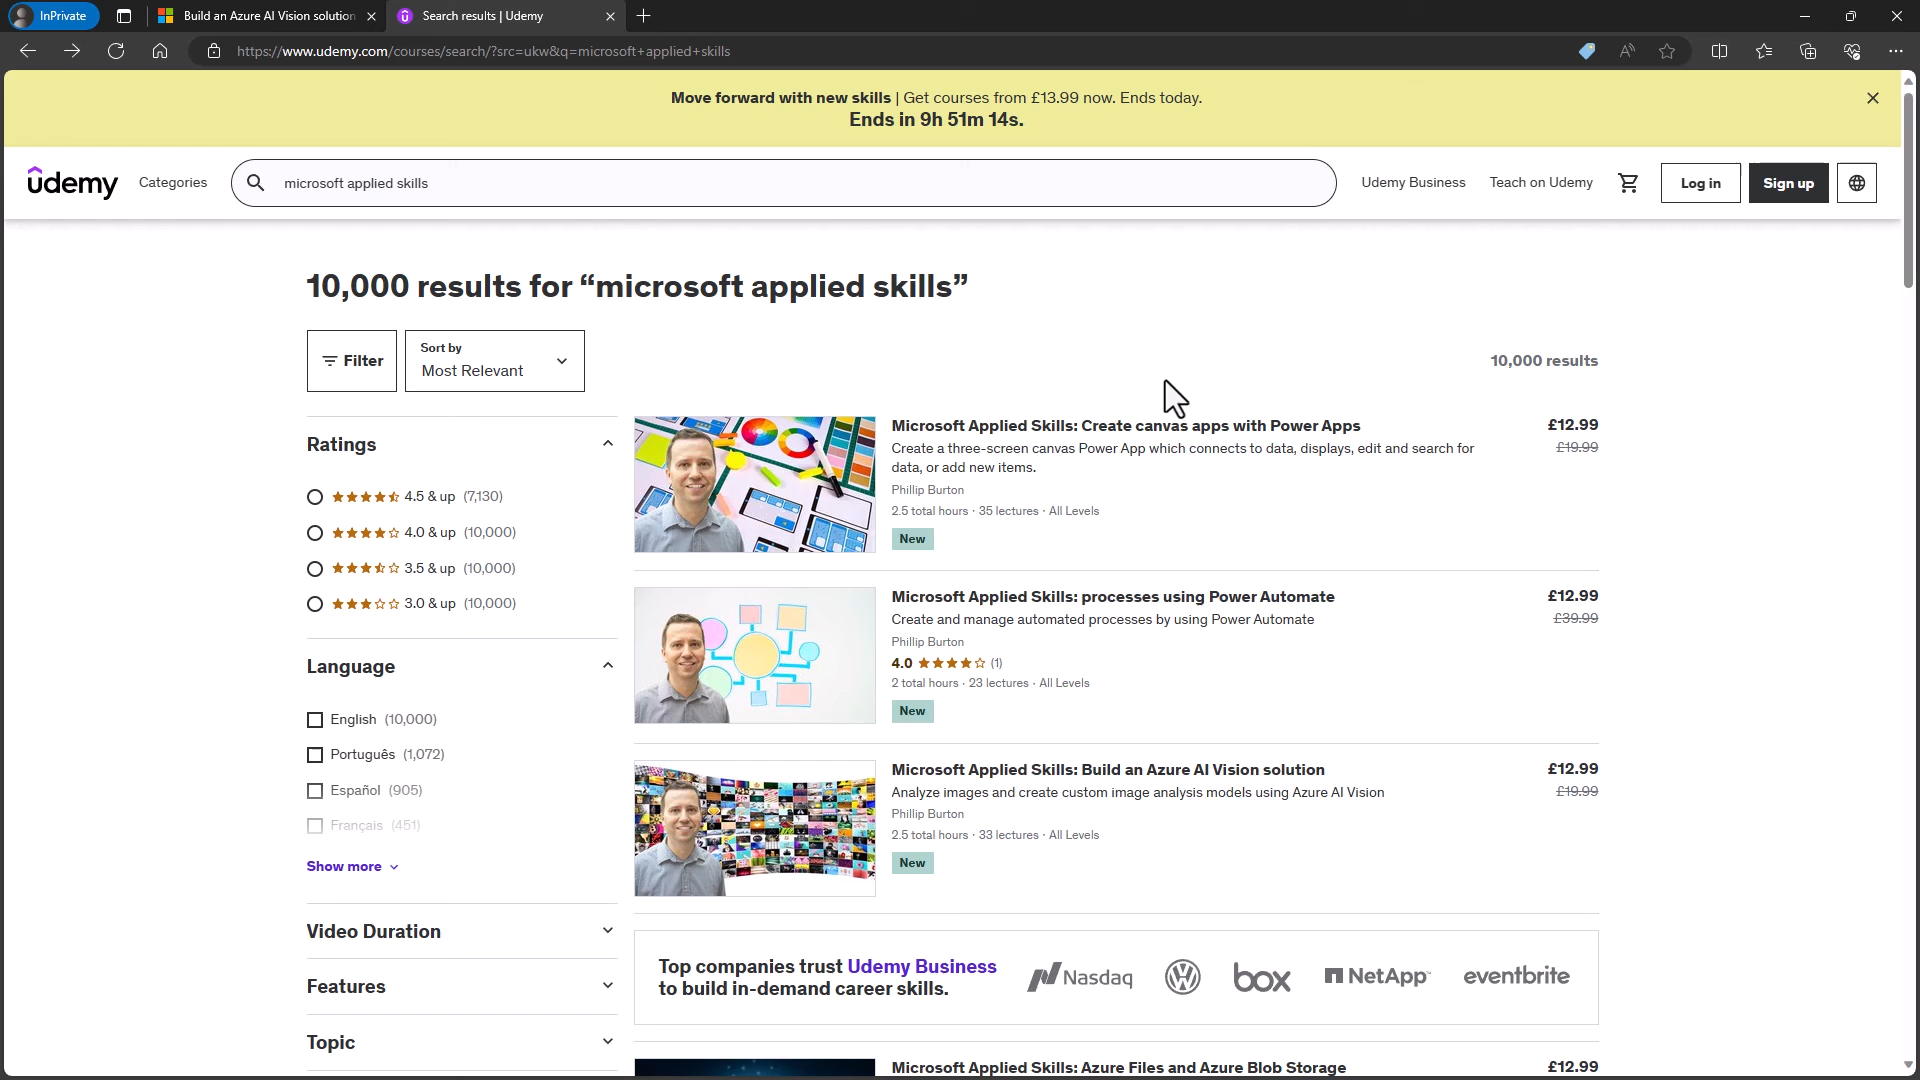 InPrivate
Build an Azure AI Vision solution
Search results | Udemy
https://www.udemy.com/courses/search/?src=ukw&q=microsoft+applied+skills
Move forward with new skills | Get courses from £13.99 now. Ends today.
Ends in 9h 51m 14s.
udemy
Categories
microsoft applied skills
Udemy Business
Teach on Udemy
Log in
Sign up
10,000 results for “microsoft applied skills”
Filter
Sort by
Most Relevant
10,000 results
Ratings
4.5 & up (7,130)
4.0 & up (10,000)
3.5 & up (10,000)
3.0 & up (10,000)
Language
English (10,000)
Português (1,072)
Español (905)
Français (451)
Show more
Video Duration
Features
Topic
Microsoft Applied Skills: Create canvas apps with Power Apps
£12.99
Create a three-screen canvas Power App which connects to data, displays, edit and search for
£19.99
data, or add new items.
Phillip Burton
2.5 total hours · 35 lectures · All Levels
New
Microsoft Applied Skills: processes using Power Automate
£12.99
Create and manage automated processes by using Power Automate
£39.99
Phillip Burton
4.0 (1)
2 total hours · 23 lectures · All Levels
New
Microsoft Applied Skills: Build an Azure AI Vision solution
£12.99
Analyze images and create custom image analysis models using Azure AI Vision
£19.99
Phillip Burton
2.5 total hours · 33 lectures · All Levels
New
Top companies trust Udemy Business
to build in-demand career skills.
Nasdaq
box
NetApp
eventbrite
Microsoft Applied Skills: Azure Files and Azure Blob Storage
£12.99